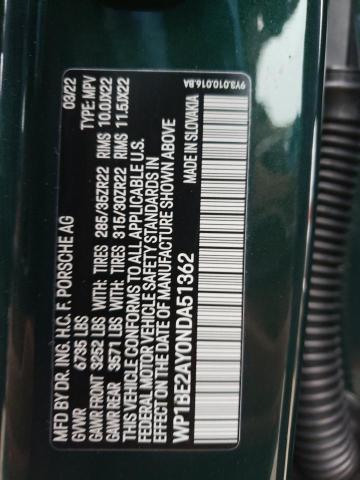 MFD BY DR. ING. H.C. F. PORSCHE AG 03/22
GVWR 6735 LBS TYPE: MPV
GAWR FRONT 3352 LBS WITH: TIRES 285/35ZR22 RIMS 10.0JX22
GAWR REAR 3571 LBS WITH: TIRES 315/30ZR22 RIMS 11.5JX22
THIS VEHICLE CONFORMS TO ALL APPLICABLE U.S.
FEDERAL MOTOR VEHICLE SAFETY STANDARDS IN
EFFECT ON THE DATE OF MANUFACTURE SHOWN ABOVE.
WP1BE2AY0NDA51362 MADE IN SLOVAKIA
9Y3.010.016.BA